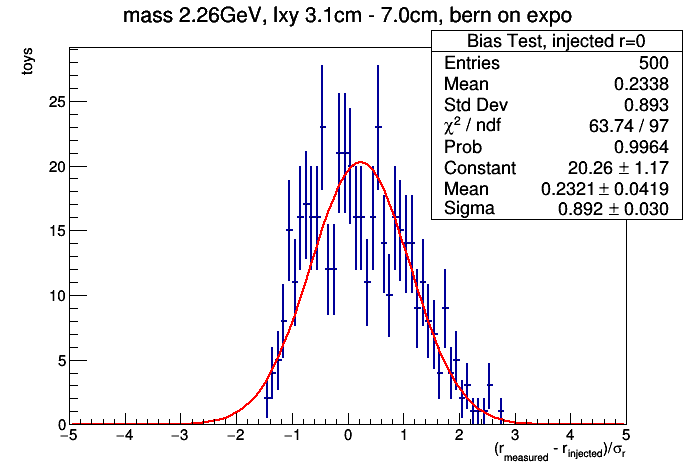 mass 2.26GeV, lxy 3.1cm - 7.0cm, bern on expo
Bias Test, injected r=0
Entries 500
Mean 0.2338
Std Dev 0.893
χ² / ndf 63.74 / 97
Prob 0.9964
Constant 20.26 ± 1.17
Mean 0.2321 ± 0.0419
Sigma 0.892 ± 0.030
toys
25
20
15
10
5
0
−5 −4 −3 −2 −1 0 1 2 3 4 5
(r_measured - r_injected)/σ_r